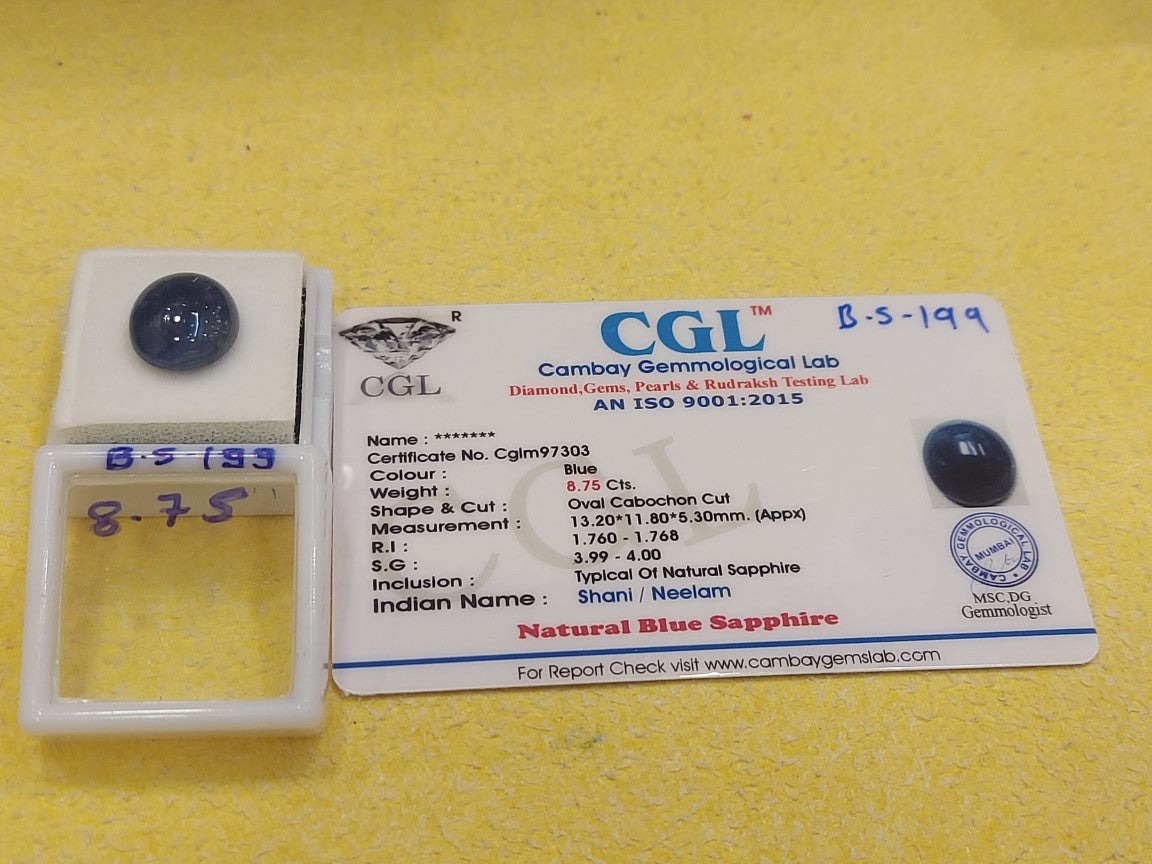 B-S-199
8.75
R
CGL
CGL™
B-S-199
Cambay Gemmological Lab
Diamond,Gems, Pearls & Rudraksh Testing Lab
AN ISO 9001:2015
Name : *******
Certificate No. Cglm97303
Colour : Blue
Weight : 8.75 Cts.
Shape & Cut : Oval Cabochon Cut
Measurement : 13.20*11.80*5.30mm. (Appx)
R.I : 1.760 - 1.768
S.G : 3.99 - 4.00
Inclusion : Typical Of Natural Sapphire
Indian Name : Shani / Neelam
Natural Blue Sapphire
For Report Check visit www.cambaygemslab.com
CAMBAY GEMMOLOGICAL LAB
MUMBAI
MSC,DG
Gemmologist
CGL